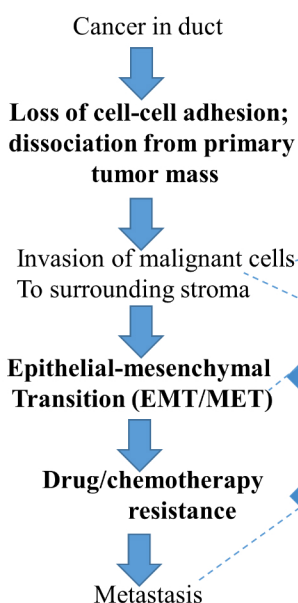 Cancer in duct
Loss of cell-cell adhesion;
dissociation from primary
tumor mass
Invasion of malignant cells
To surrounding stroma
Epithelial-mesenchymal
Transition (EMT/MET)
Drug/chemotherapy
resistance
Metastasis